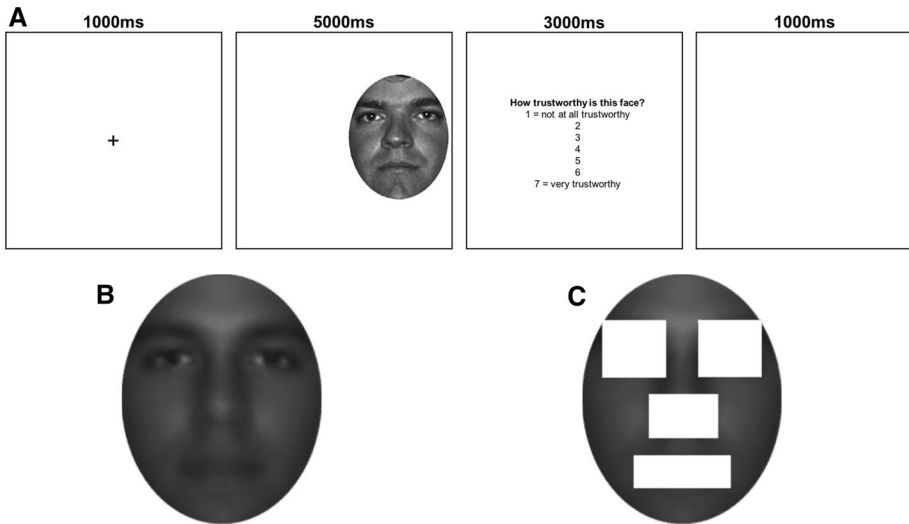 A
1000ms
5000ms
3000ms
1000ms
+
How trustworthy is this face?
1 = not at all trustworthy
2
3
4
5
6
7 = very trustworthy
B
C